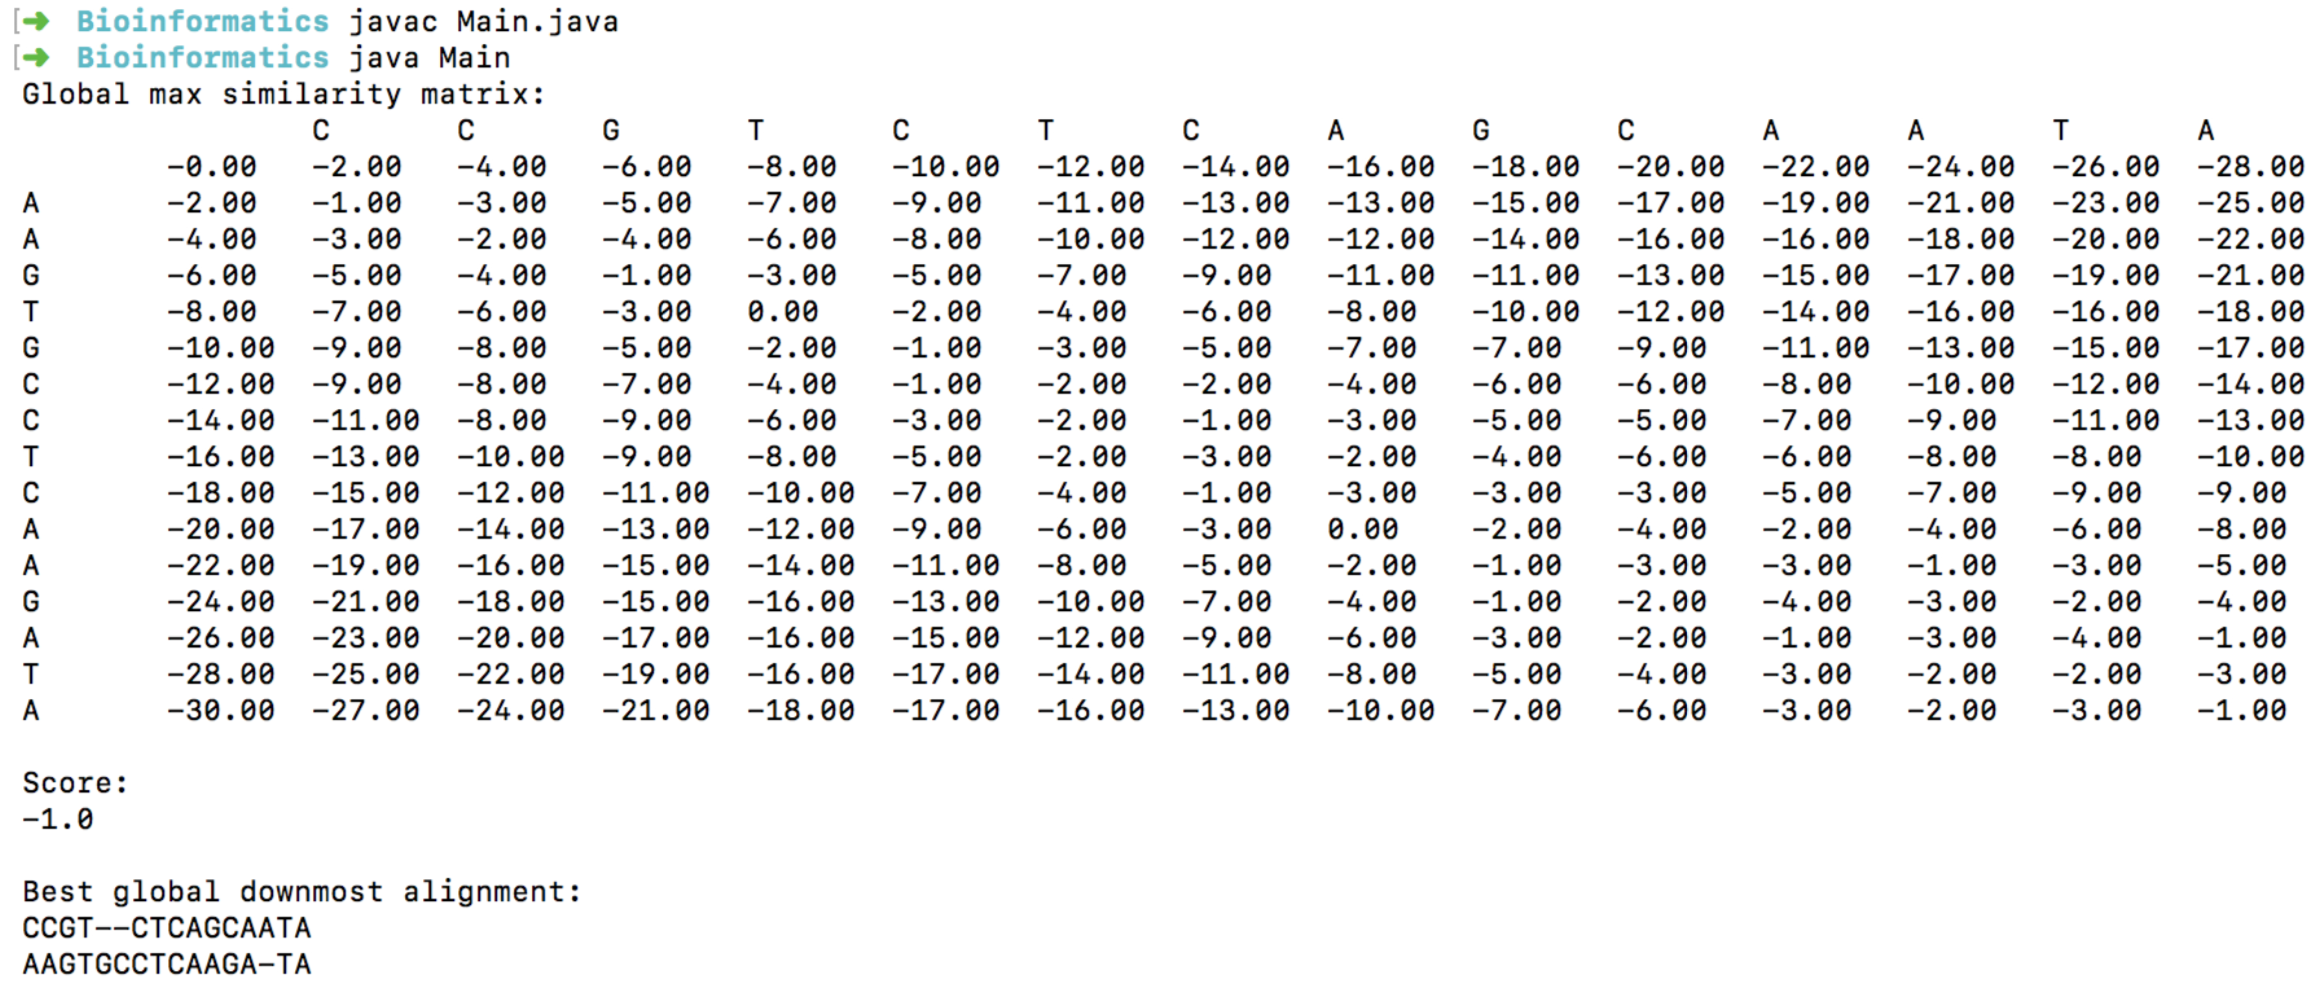 [➜ Bioinformatics javac Main.java
[➜ Bioinformatics java Main
Global max similarity matrix:
C C G T C T C A G C A A T A
-0.00 -2.00 -4.00 -6.00 -8.00 -10.00 -12.00 -14.00 -16.00 -18.00 -20.00 -22.00 -24.00 -26.00 -28.00
A -2.00 -1.00 -3.00 -5.00 -7.00 -9.00 -11.00 -13.00 -13.00 -15.00 -17.00 -19.00 -21.00 -23.00 -25.00
A -4.00 -3.00 -2.00 -4.00 -6.00 -8.00 -10.00 -12.00 -12.00 -14.00 -16.00 -16.00 -18.00 -20.00 -22.00
G -6.00 -5.00 -4.00 -1.00 -3.00 -5.00 -7.00 -9.00 -11.00 -11.00 -13.00 -15.00 -17.00 -19.00 -21.00
T -8.00 -7.00 -6.00 -3.00 0.00 -2.00 -4.00 -6.00 -8.00 -10.00 -12.00 -14.00 -16.00 -16.00 -18.00
G -10.00 -9.00 -8.00 -5.00 -2.00 -1.00 -3.00 -5.00 -7.00 -7.00 -9.00 -11.00 -13.00 -15.00 -17.00
C -12.00 -9.00 -8.00 -7.00 -4.00 -1.00 -2.00 -2.00 -4.00 -6.00 -6.00 -8.00 -10.00 -12.00 -14.00
C -14.00 -11.00 -8.00 -9.00 -6.00 -3.00 -2.00 -1.00 -3.00 -5.00 -5.00 -7.00 -9.00 -11.00 -13.00
T -16.00 -13.00 -10.00 -9.00 -8.00 -5.00 -2.00 -3.00 -2.00 -4.00 -6.00 -6.00 -8.00 -8.00 -10.00
C -18.00 -15.00 -12.00 -11.00 -10.00 -7.00 -4.00 -1.00 -3.00 -3.00 -3.00 -5.00 -7.00 -9.00 -9.00
A -20.00 -17.00 -14.00 -13.00 -12.00 -9.00 -6.00 -3.00 0.00 -2.00 -4.00 -2.00 -4.00 -6.00 -8.00
A -22.00 -19.00 -16.00 -15.00 -14.00 -11.00 -8.00 -5.00 -2.00 -1.00 -3.00 -3.00 -1.00 -3.00 -5.00
G -24.00 -21.00 -18.00 -15.00 -16.00 -13.00 -10.00 -7.00 -4.00 -1.00 -2.00 -4.00 -3.00 -2.00 -4.00
A -26.00 -23.00 -20.00 -17.00 -16.00 -15.00 -12.00 -9.00 -6.00 -3.00 -2.00 -1.00 -3.00 -4.00 -1.00
T -28.00 -25.00 -22.00 -19.00 -16.00 -17.00 -14.00 -11.00 -8.00 -5.00 -4.00 -3.00 -2.00 -2.00 -3.00
A -30.00 -27.00 -24.00 -21.00 -18.00 -17.00 -16.00 -13.00 -10.00 -7.00 -6.00 -3.00 -2.00 -3.00 -1.00
Score:
-1.0
Best global downmost alignment:
CCGT--CTCAGCAATA
AAGTGCCTCAAGA-TA